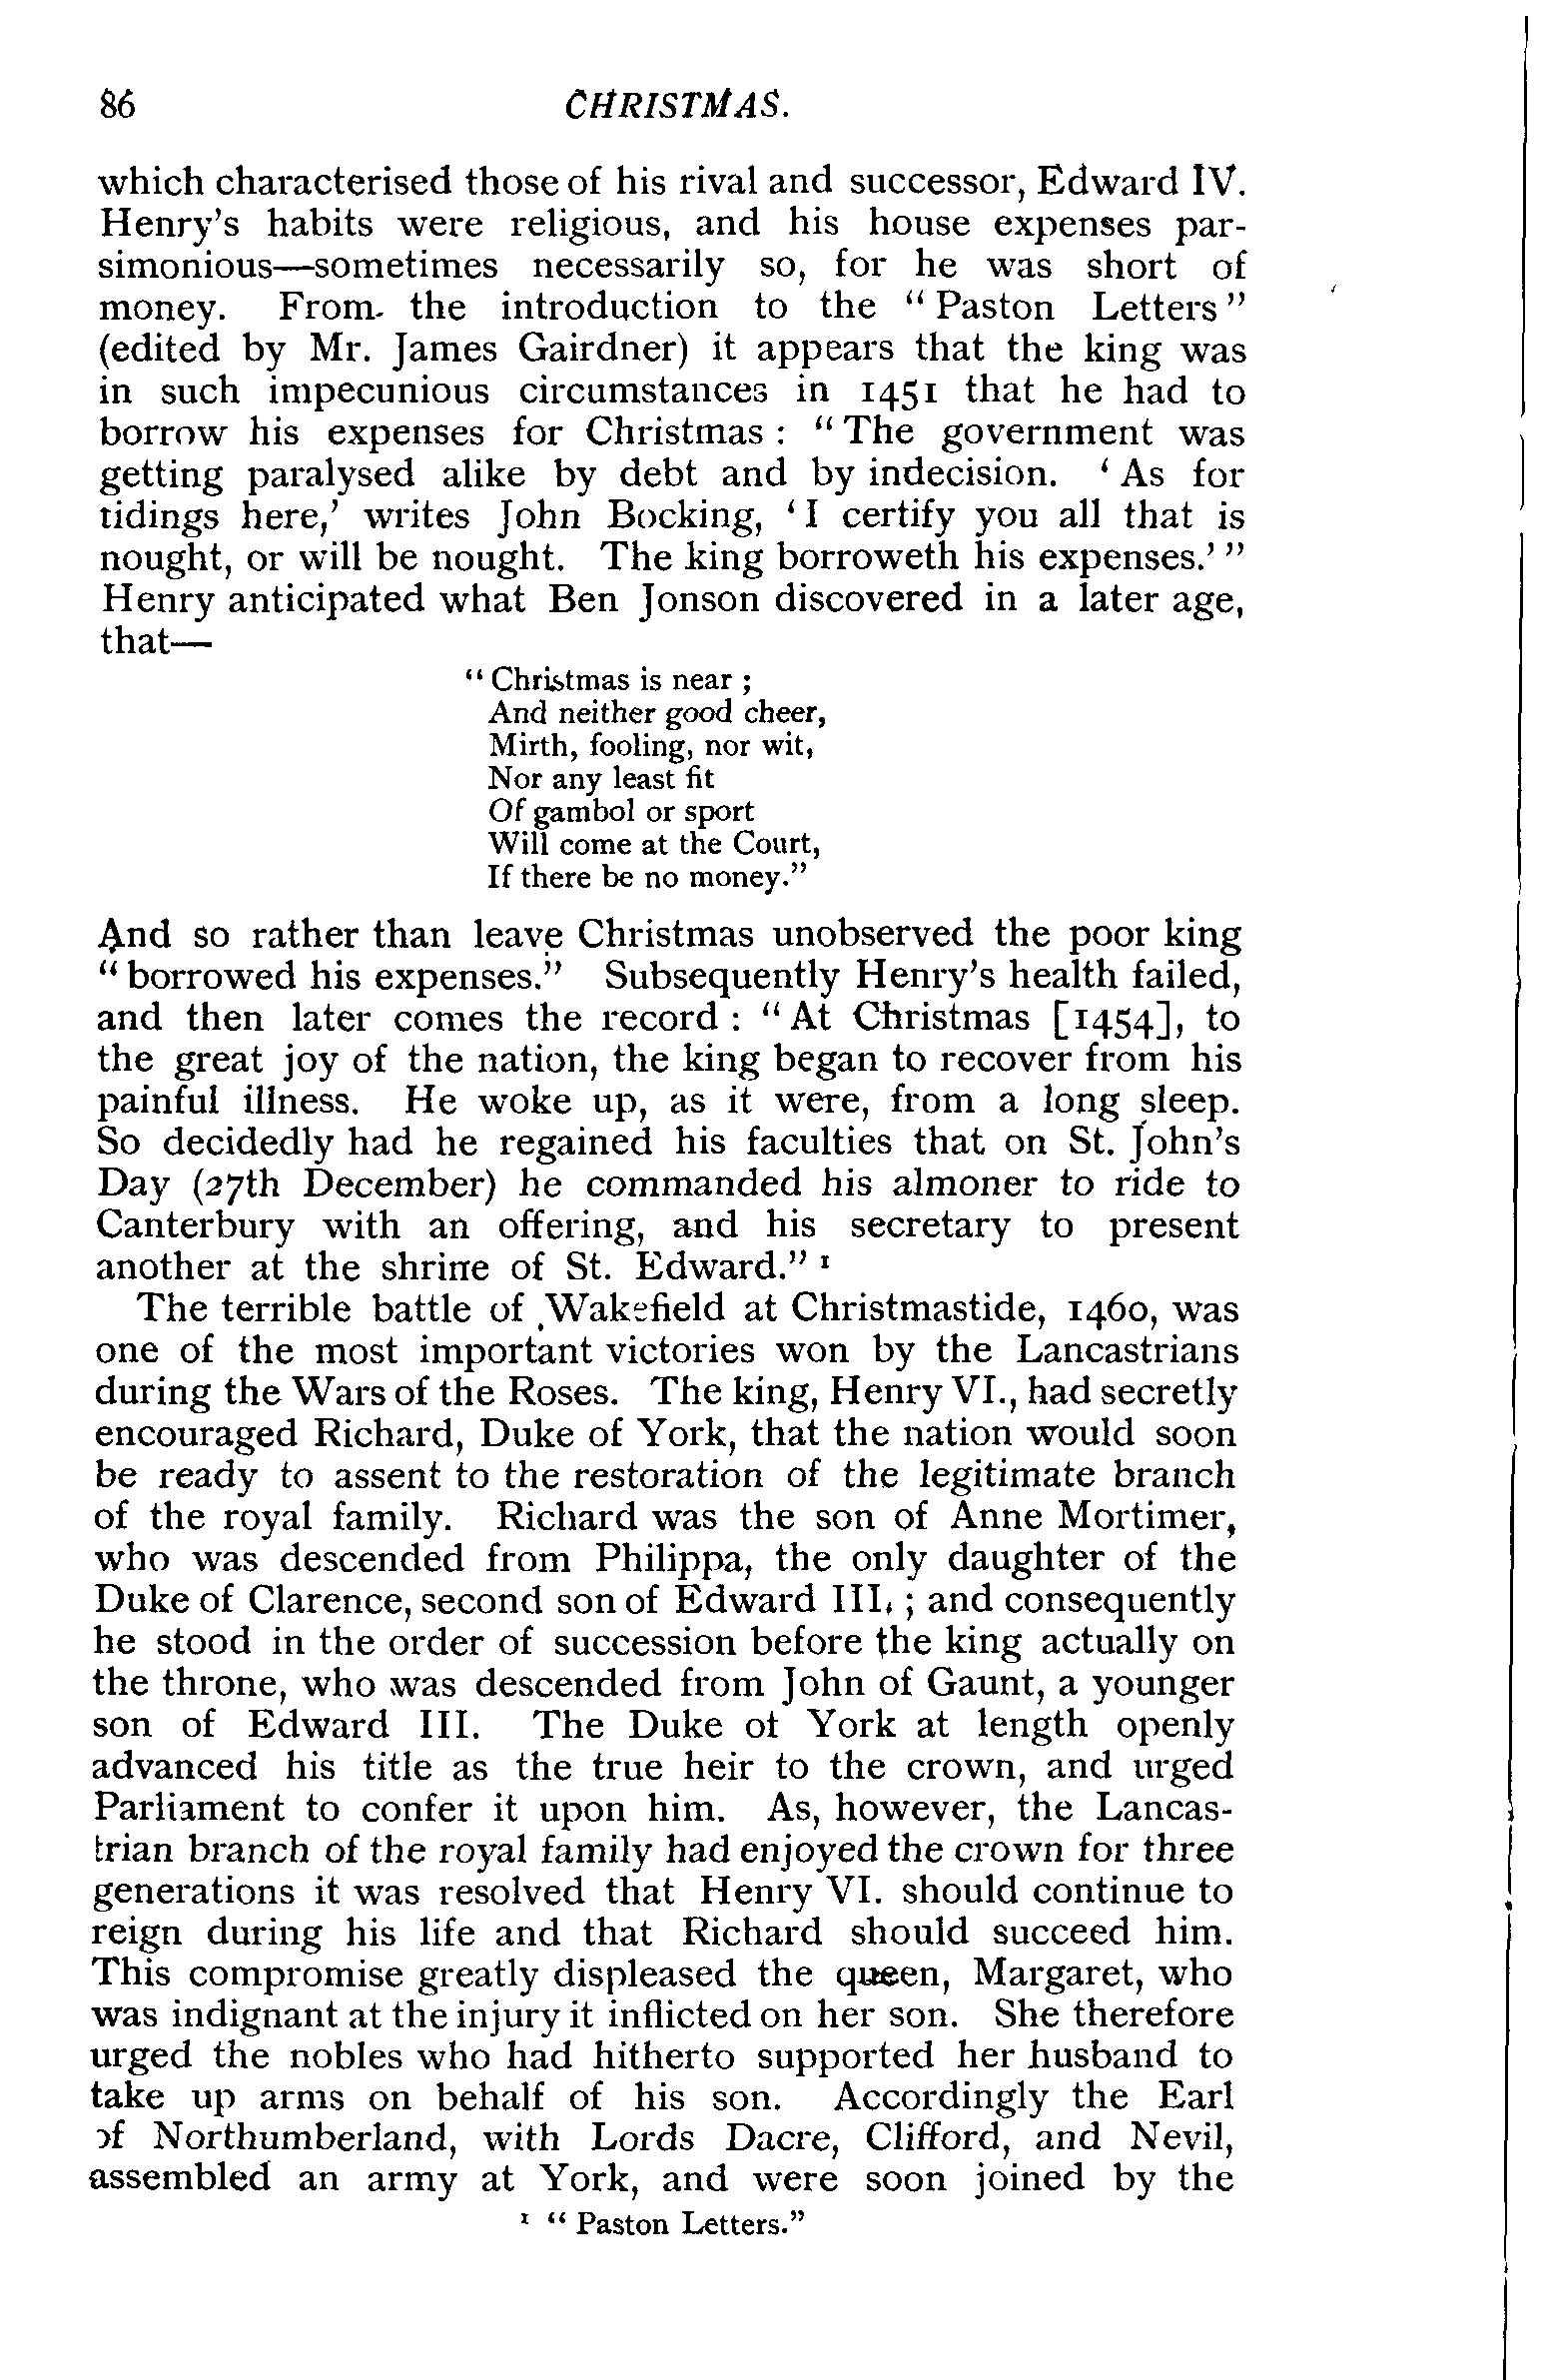 86 CHRISTMAS.
which characterised those of his rival and successor, Edward IV.
Henry's habits were religious, and his house expenses par-
simonious—sometimes necessarily so, for he was short of
money. From the introduction to the “Paston Letters”
(edited by Mr. James Gairdner) it appears that the king was
in such impecunious circumstances in 1451 that he had to
borrow his expenses for Christmas : “The government was
getting paralysed alike by debt and by indecision. ‘As for
tidings here,’ writes John Bocking, ‘I certify you all that is
nought, or will be nought. The king borroweth his expenses.’”
Henry anticipated what Ben Jonson discovered in a later age,
that—
“Christmas is near ;
And neither good cheer,
Mirth, fooling, nor wit,
Nor any least fit
Of gambol or sport
Will come at the Court,
If there be no money.”
And so rather than leave Christmas unobserved the poor king
“borrowed his expenses.” Subsequently Henry's health failed,
and then later comes the record : “At Christmas [1454], to
the great joy of the nation, the king began to recover from his
painful illness. He woke up, as it were, from a long sleep.
So decidedly had he regained his faculties that on St. John's
Day (27th December) he commanded his almoner to ride to
Canterbury with an offering, and his secretary to present
another at the shrine of St. Edward.” ¹
The terrible battle of Wakefield at Christmastide, 1460, was
one of the most important victories won by the Lancastrians
during the Wars of the Roses. The king, Henry VI., had secretly
encouraged Richard, Duke of York, that the nation would soon
be ready to assent to the restoration of the legitimate branch
of the royal family. Richard was the son of Anne Mortimer,
who was descended from Philippa, the only daughter of the
Duke of Clarence, second son of Edward III. ; and consequently
he stood in the order of succession before the king actually on
the throne, who was descended from John of Gaunt, a younger
son of Edward III. The Duke of York at length openly
advanced his title as the true heir to the crown, and urged
Parliament to confer it upon him. As, however, the Lancas-
trian branch of the royal family had enjoyed the crown for three
generations it was resolved that Henry VI. should continue to
reign during his life and that Richard should succeed him.
This compromise greatly displeased the queen, Margaret, who
was indignant at the injury it inflicted on her son. She therefore
urged the nobles who had hitherto supported her husband to
take up arms on behalf of his son. Accordingly the Earl
of Northumberland, with Lords Dacre, Clifford, and Nevil,
assembled an army at York, and were soon joined by the
¹ “Paston Letters.”